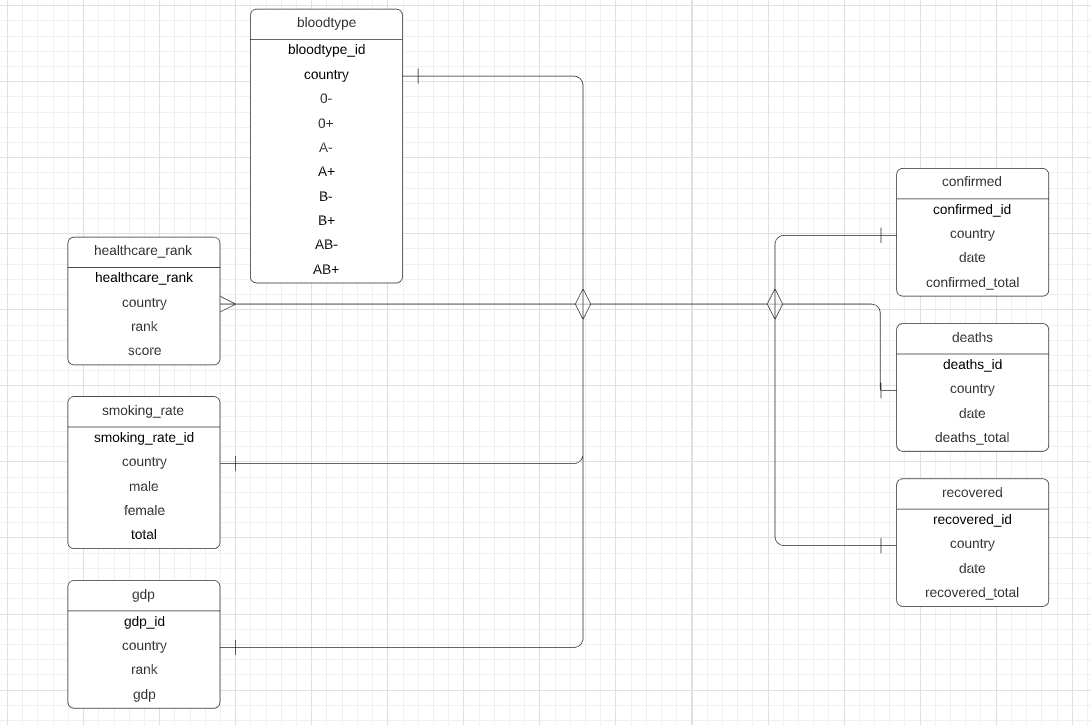 bloodtype
bloodtype_id
country
0-
0+
A-
A+
B-
B+
AB-
AB+
healthcare_rank
healthcare_rank
country
rank
score
smoking_rate
smoking_rate_id
country
male
female
total
gdp
gdp_id
country
rank
gdp
confirmed
confirmed_id
country
date
confirmed_total
deaths
deaths_id
country
date
deaths_total
recovered
recovered_id
country
date
recovered_total